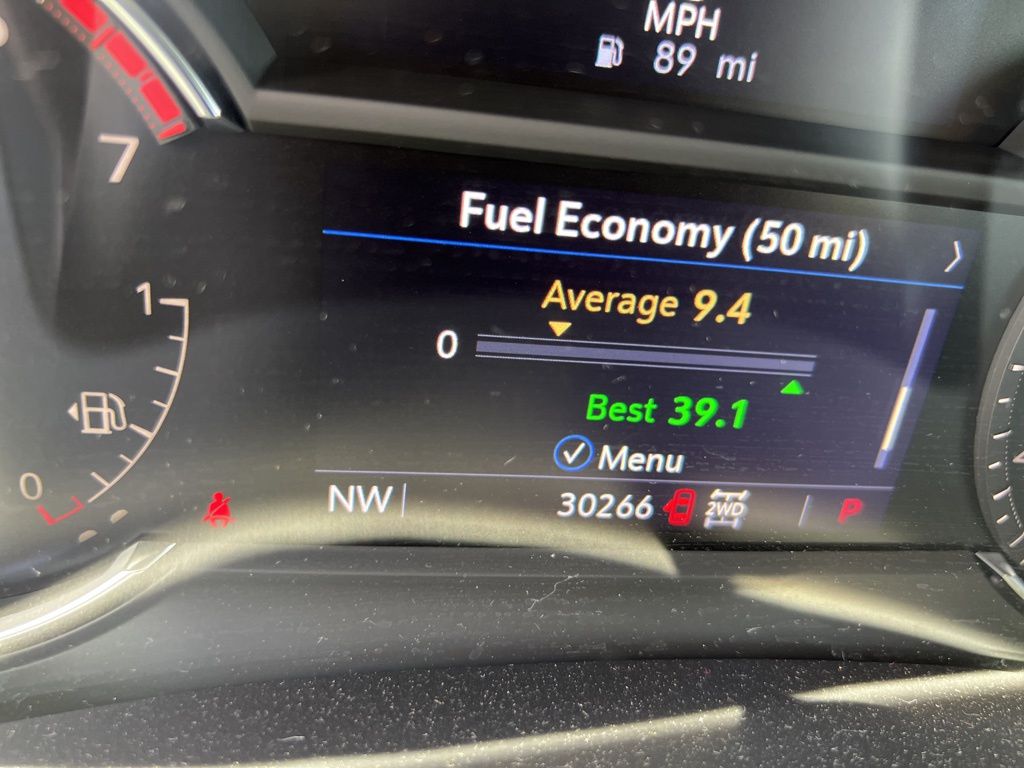 MPH
89 mi
7
Fuel Economy (50 mi)
Average 9.4
1
0
Best 39.1
Menu
0
NW
30266 2WD P